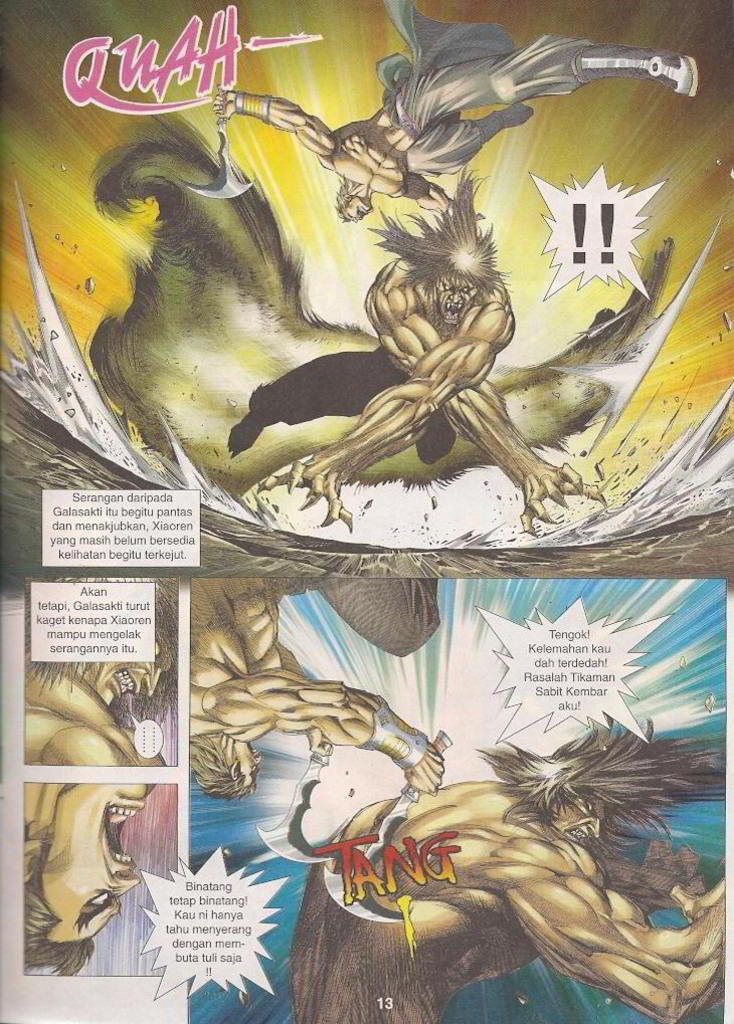 QUAH
!!
Serangan daripada
Galasakti itu begitu pantas
dan menakjubkan, Xiaoren
yang masih belum bersedia
kelihatan begitu terkejut.
Akan
tetapi, Galasakti turut
kaget kenapa Xiaoren
mampu mengelak
serangannya itu.
......
Tengok!
Kelemahan kau
dah terdedah!
Rasalah Tikaman
Sabit Kembar
aku!
TANG!
Binatang
tetap binatang!
Kau ni hanya
tahu menyerang
dengan mem-
buta tuli saja
!!
13